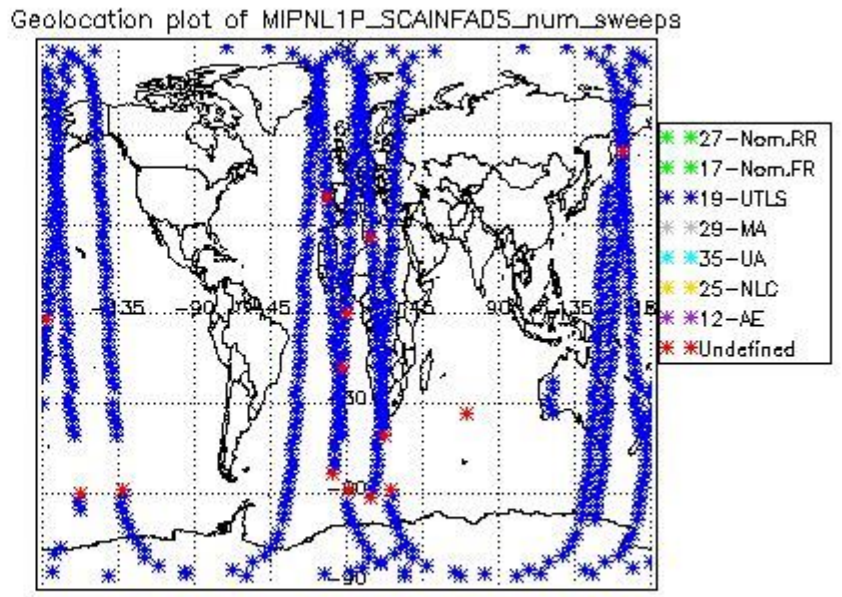 Geolocation plot of MIPNL1P_SCAINFADS_num_sweeps
27-Nom.RR
17-Nom.FR
19-UTLS
29-MA
35-UA
25-NLC
12-AE
Undefined
-135 -90 -45 45 90 135
-30
-60
-90